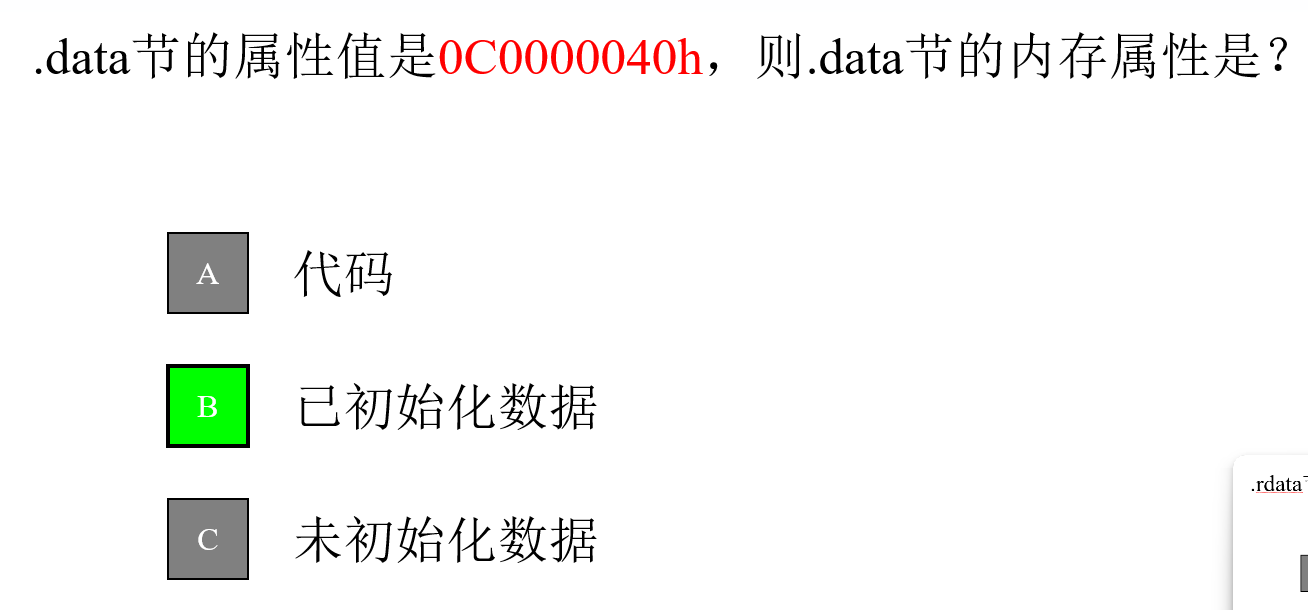 .data节的属性值是0C0000040h，则.data节的内存属性是？
A 代码
B 已初始化数据
.rdata
C 未初始化数据